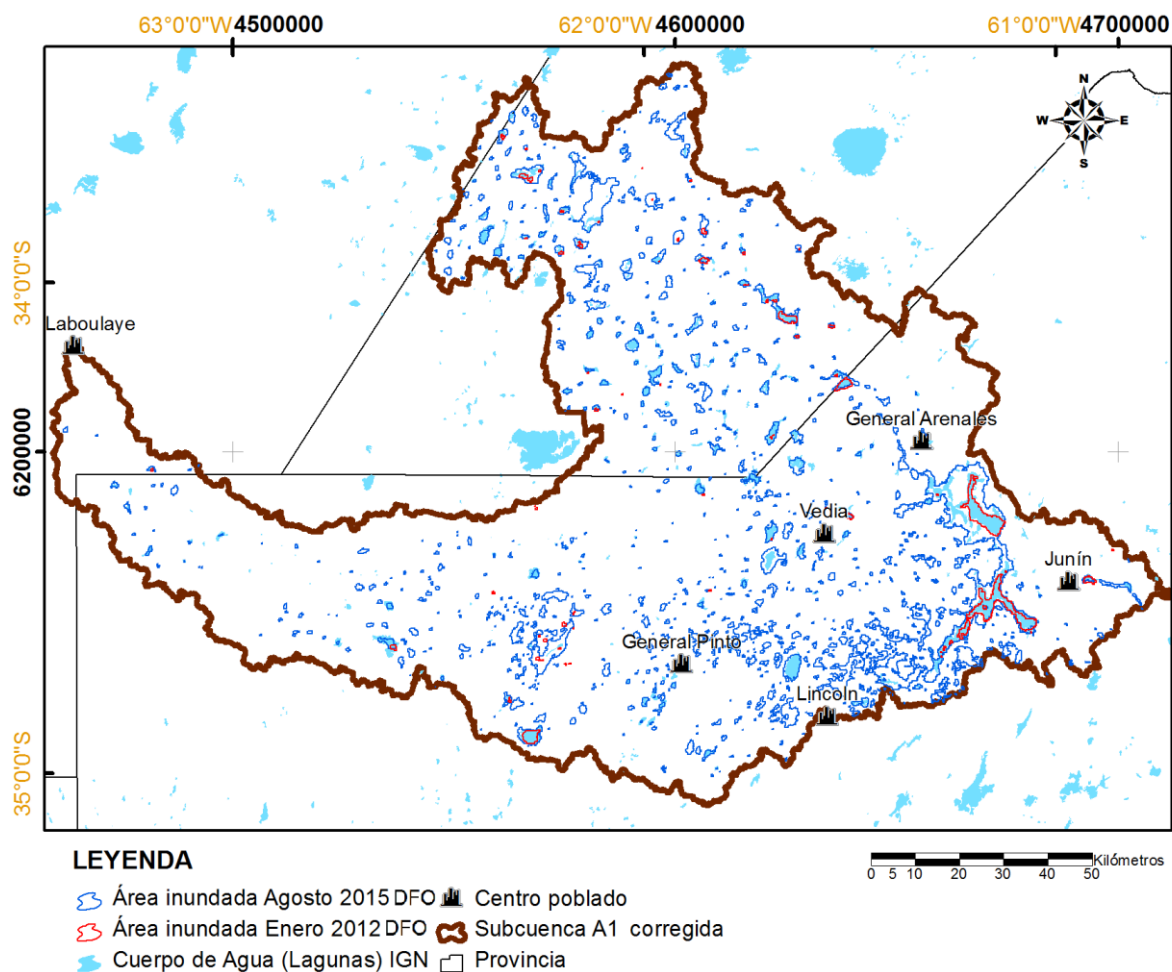 63°0'0"W 4500000 62°0'0"W 4600000 61°0'0"W 4700000
N
W E
S
34°0'0"S
Laboulaye
General Arenales
6200000
Vedia
Junín
General Pinto
Lincoln
35°0'0"S
LEYENDA
Kilómetros
0 5 10 20 30 40 50
Área inundada Agosto 2015 DFO Centro poblado
Área inundada Enero 2012 DFO Subcuenca A1 corregida
Cuerpo de Agua (Lagunas) IGN Provincia